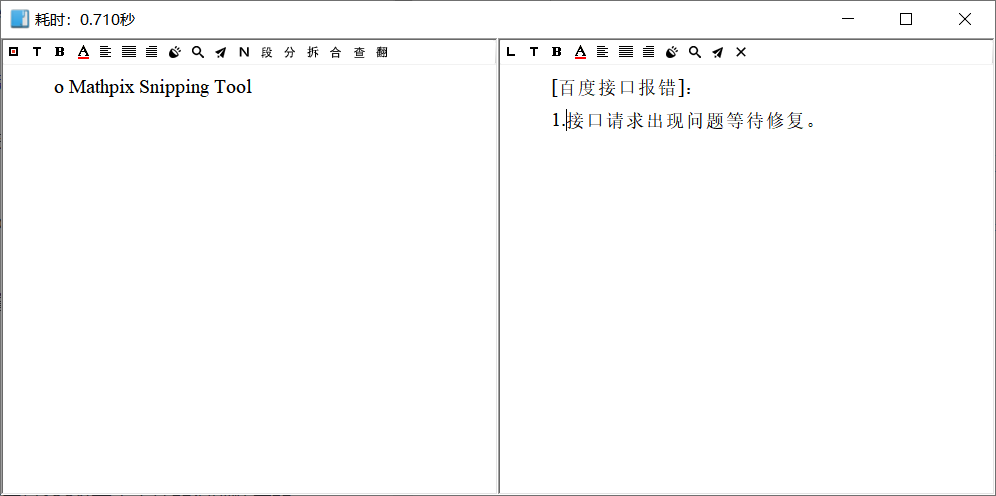 耗时：0.710秒
T B A N 段 分 拆 合 查 翻
o Mathpix Snipping Tool
L T B A
[百度接口报错]：
1.接口请求出现问题等待修复。